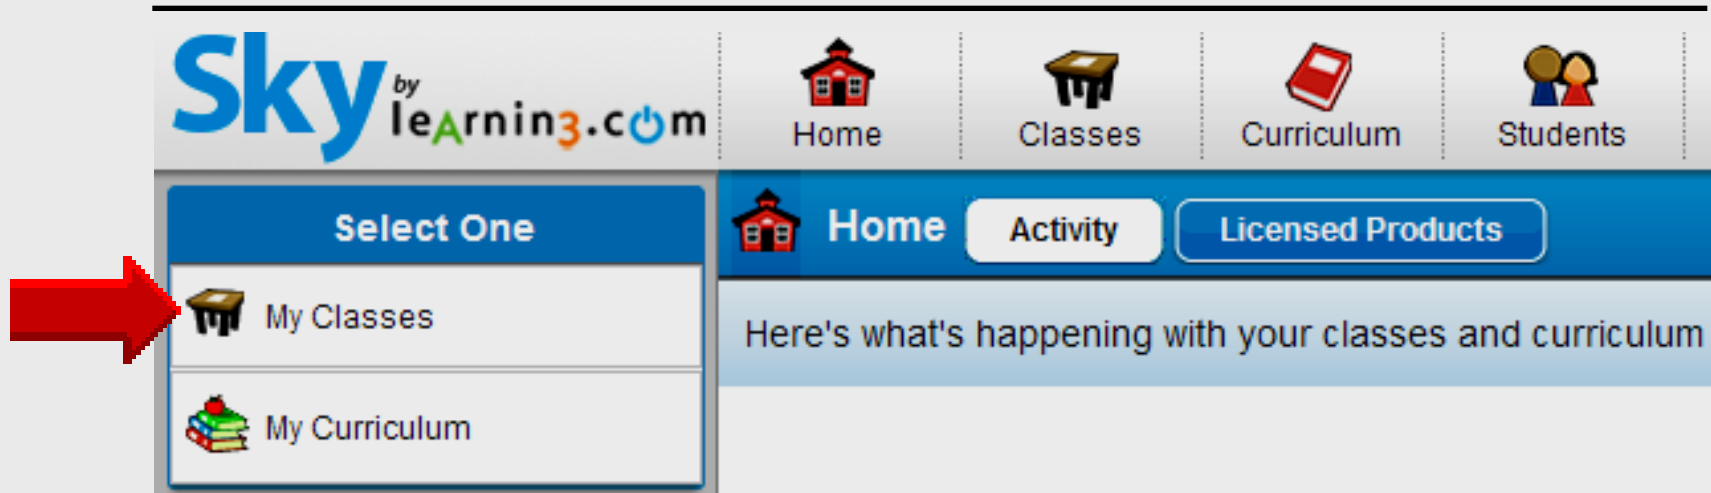 Sky by leArnin3.com
Home
Classes
Curriculum
Students
Select One
My Classes
My Curriculum
Home
Activity
Licensed Products
Here's what's happening with your classes and curriculum